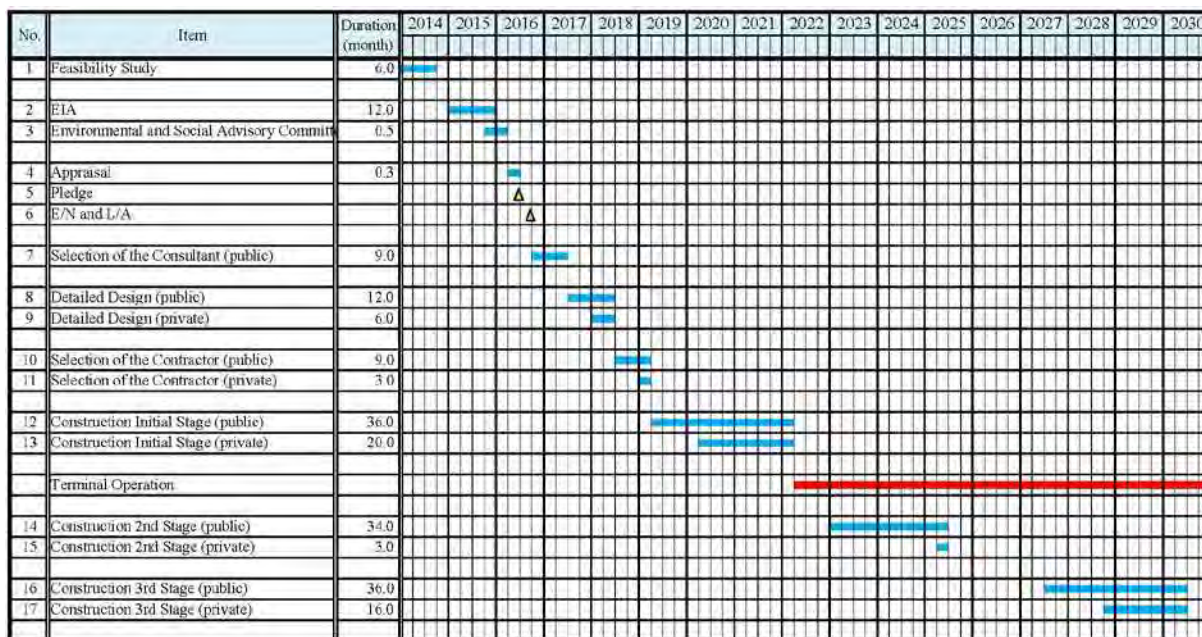 No. Item Duration (month) 2014 2015 2016 2017 2018 2019 2020 2021 2022 2023 2024 2025 2026 2027 2028 2029 2030
1 Feasibility Study 6.0
2 EIA 12.0
3 Environmental and Social Advisory Committ 0.5
4 Appraisal 0.3
5 Pledge
6 E/N and L/A
7 Selection of the Consultant (public) 9.0
8 Detailed Design (public) 12.0
9 Detailed Design (private) 6.0
10 Selection of the Contractor (public) 9.0
11 Selection of the Contractor (private) 3.0
12 Construction Initial Stage (public) 36.0
13 Construction Initial Stage (private) 20.0
Terminal Operation
14 Construction 2nd Stage (public) 34.0
15 Construction 2nd Stage (private) 3.0
16 Construction 3rd Stage (public) 36.0
17 Construction 3rd Stage (private) 16.0